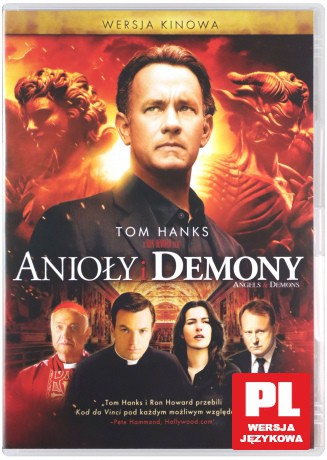 WERSJA KINOWA
TOM HANKS
ANIOŁY i DEMONY
ANGELS & DEMONS
„Tom Hanks i Ron Howard przebili
Kod da Vinci pod każdym możliwym względ
–Pete Hammond, Hollywood.com"
PL
WERSJA
JĘZYKOWA